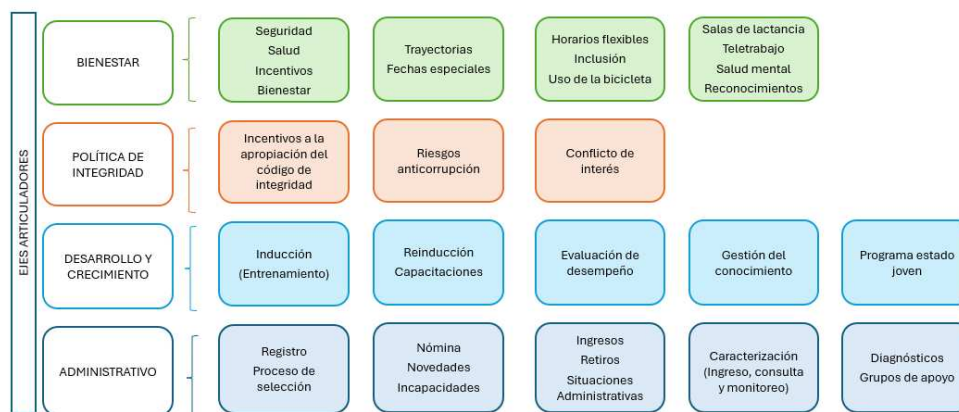 EJES ARTICULADORES
BIENESTAR
Seguridad
Salud
Incentivos
Bienestar
Trayectorias
Fechas especiales
Horarios flexibles
Inclusión
Uso de la bicicleta
Salas de lactancia
Teletrabajo
Salud mental
Reconocimientos
POLÍTICA DE
INTEGRIDAD
Incentivos a la
apropiación del
código de
integridad
Riesgos
anticorrupción
Conflicto de
interés
DESARROLLO Y
CRECIMIENTO
Inducción
(Entrenamiento)
Reinducción
Capacitaciones
Evaluación de
desempeño
Gestión del
conocimiento
Programa estado
joven
ADMINISTRATIVO
Registro
Proceso de
selección
Nómina
Novedades
Incapacidades
Ingresos
Retiros
Situaciones
Administrativas
Caracterización
(Ingreso, consulta
y monitoreo)
Diagnósticos
Grupos de apoyo